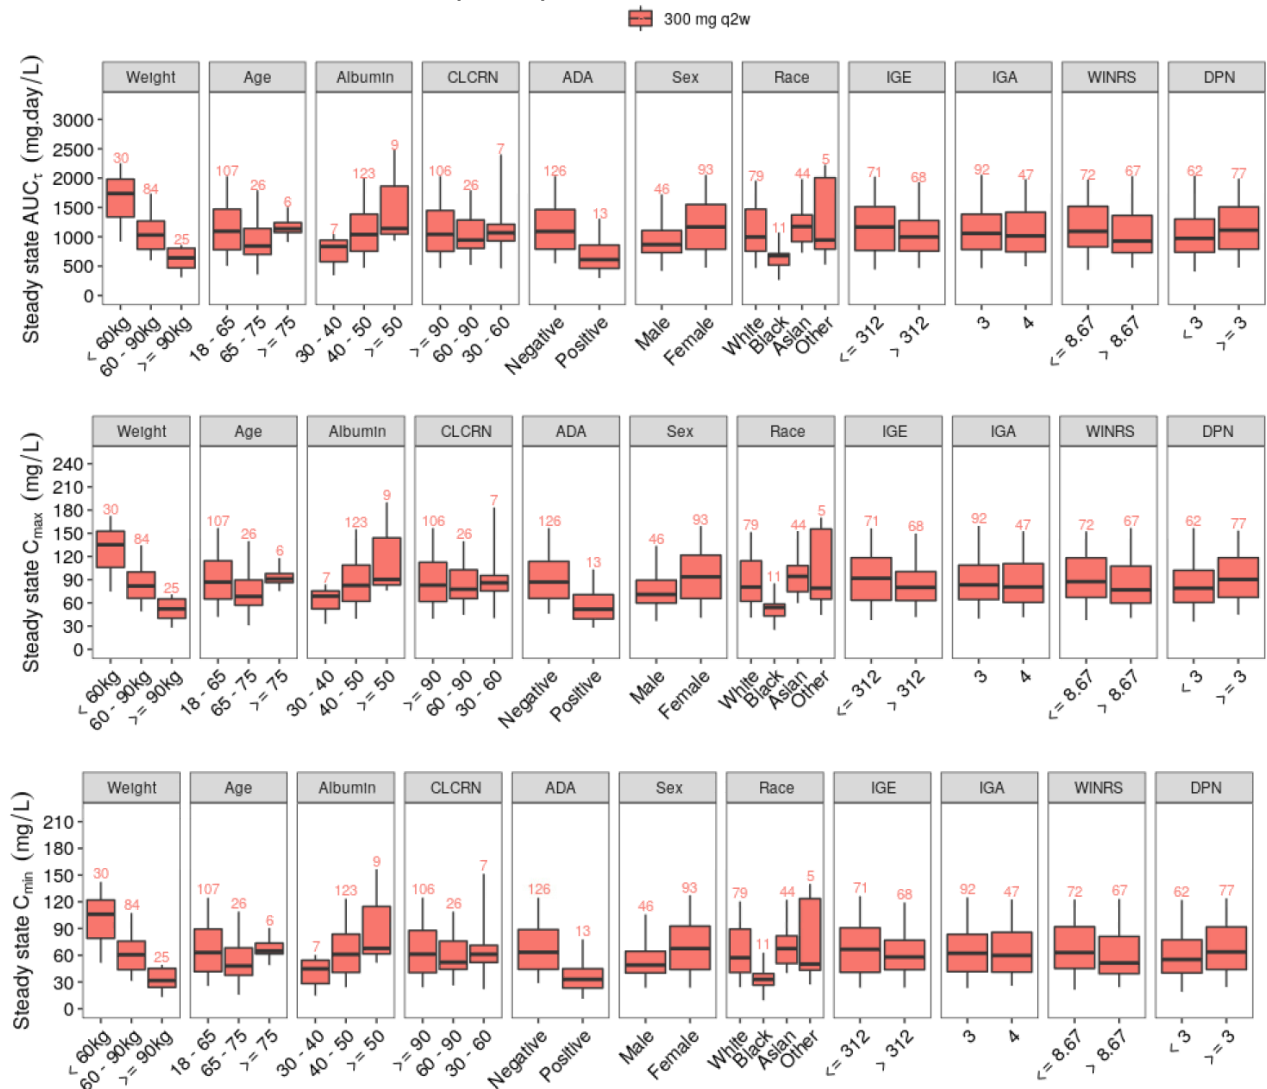 300 mg q2w
Steady state AUCτ (mg.day/L)
Weight Age Albumin CLCRN ADA Sex Race IGE IGA WINRS DPN
3000
2500
2000
1500
1000
500
0
30 84 25 107 26 6 7 123 9 106 26 7 126 13 46 93 79 11 44 5 71 68 92 47 72 67 62 77
< 60kg 60 - 90kg >= 90kg 18 - 65 65 - 75 >= 75 30 - 40 40 - 50 >= 50 >= 90 60 - 90 30 - 60 Negative Positive Male Female White Black Asian Other <= 312 > 312 3 4 <= 8.67 > 8.67 < 3 >= 3
Steady state Cmax (mg/L)
Weight Age Albumin CLCRN ADA Sex Race IGE IGA WINRS DPN
240
210
180
150
120
90
60
30
0
30 84 25 107 26 6 7 123 9 106 26 7 126 13 46 93 79 11 44 5 71 68 92 47 72 67 62 77
< 60kg 60 - 90kg >= 90kg 18 - 65 65 - 75 >= 75 30 - 40 40 - 50 >= 50 >= 90 60 - 90 30 - 60 Negative Positive Male Female White Black Asian Other <= 312 > 312 3 4 <= 8.67 > 8.67 < 3 >= 3
Steady state Cmin (mg/L)
Weight Age Albumin CLCRN ADA Sex Race IGE IGA WINRS DPN
210
180
150
120
90
60
30
0
30 84 25 107 26 6 7 123 9 106 26 7 126 13 46 93 79 11 44 5 71 68 92 47 72 67 62 77
< 60kg 60 - 90kg >= 90kg 18 - 65 65 - 75 >= 75 30 - 40 40 - 50 >= 50 >= 90 60 - 90 30 - 60 Negative Positive Male Female White Black Asian Other <= 312 > 312 3 4 <= 8.67 > 8.67 < 3 >= 3